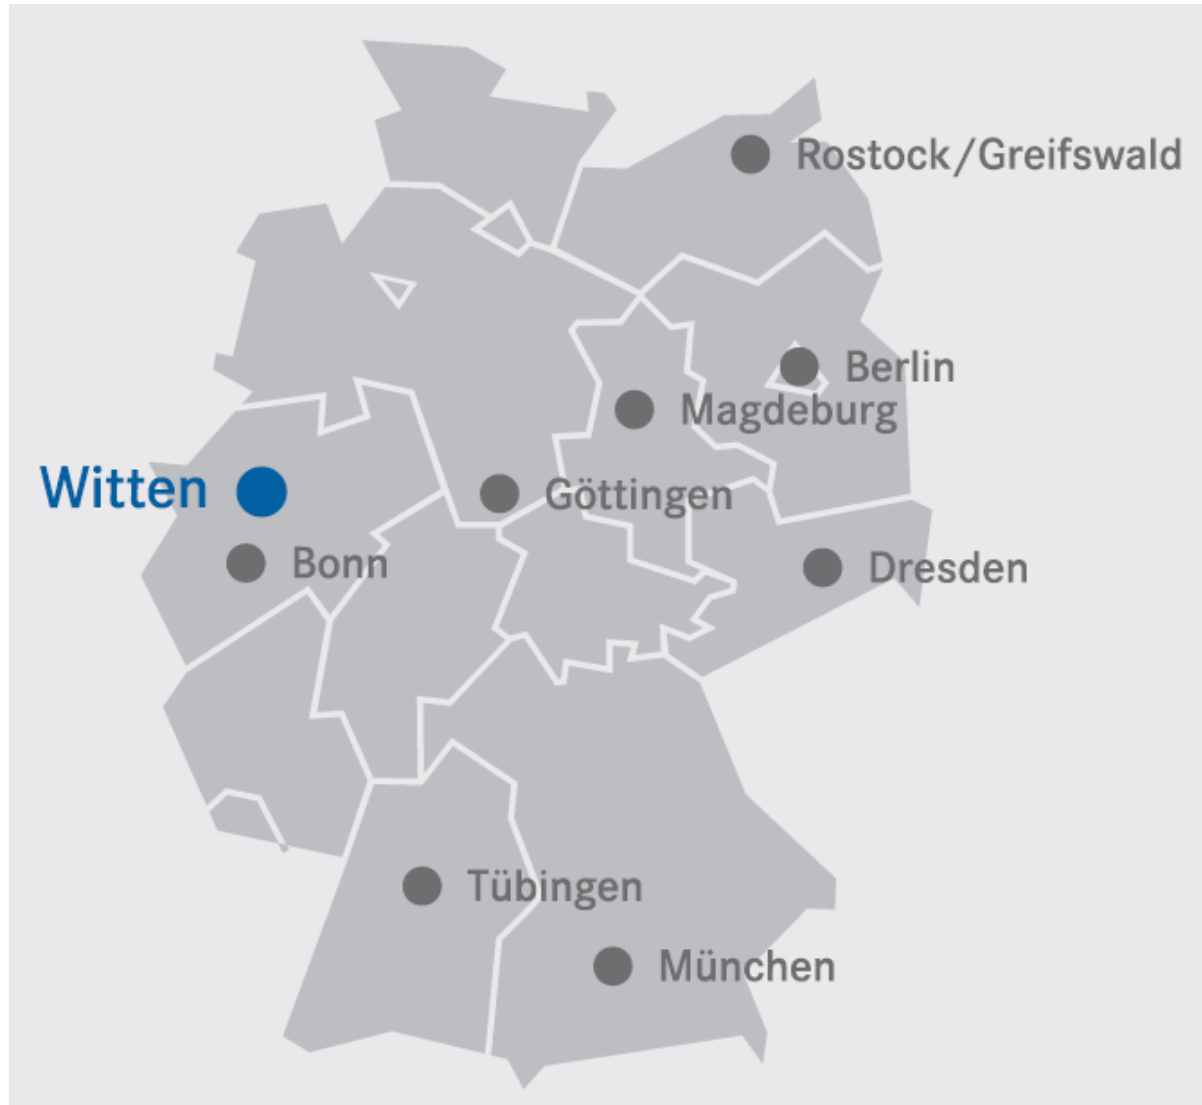 Rostock/Greifswald
Berlin
Magdeburg
Witten
Göttingen
Bonn
Dresden
Tübingen
München